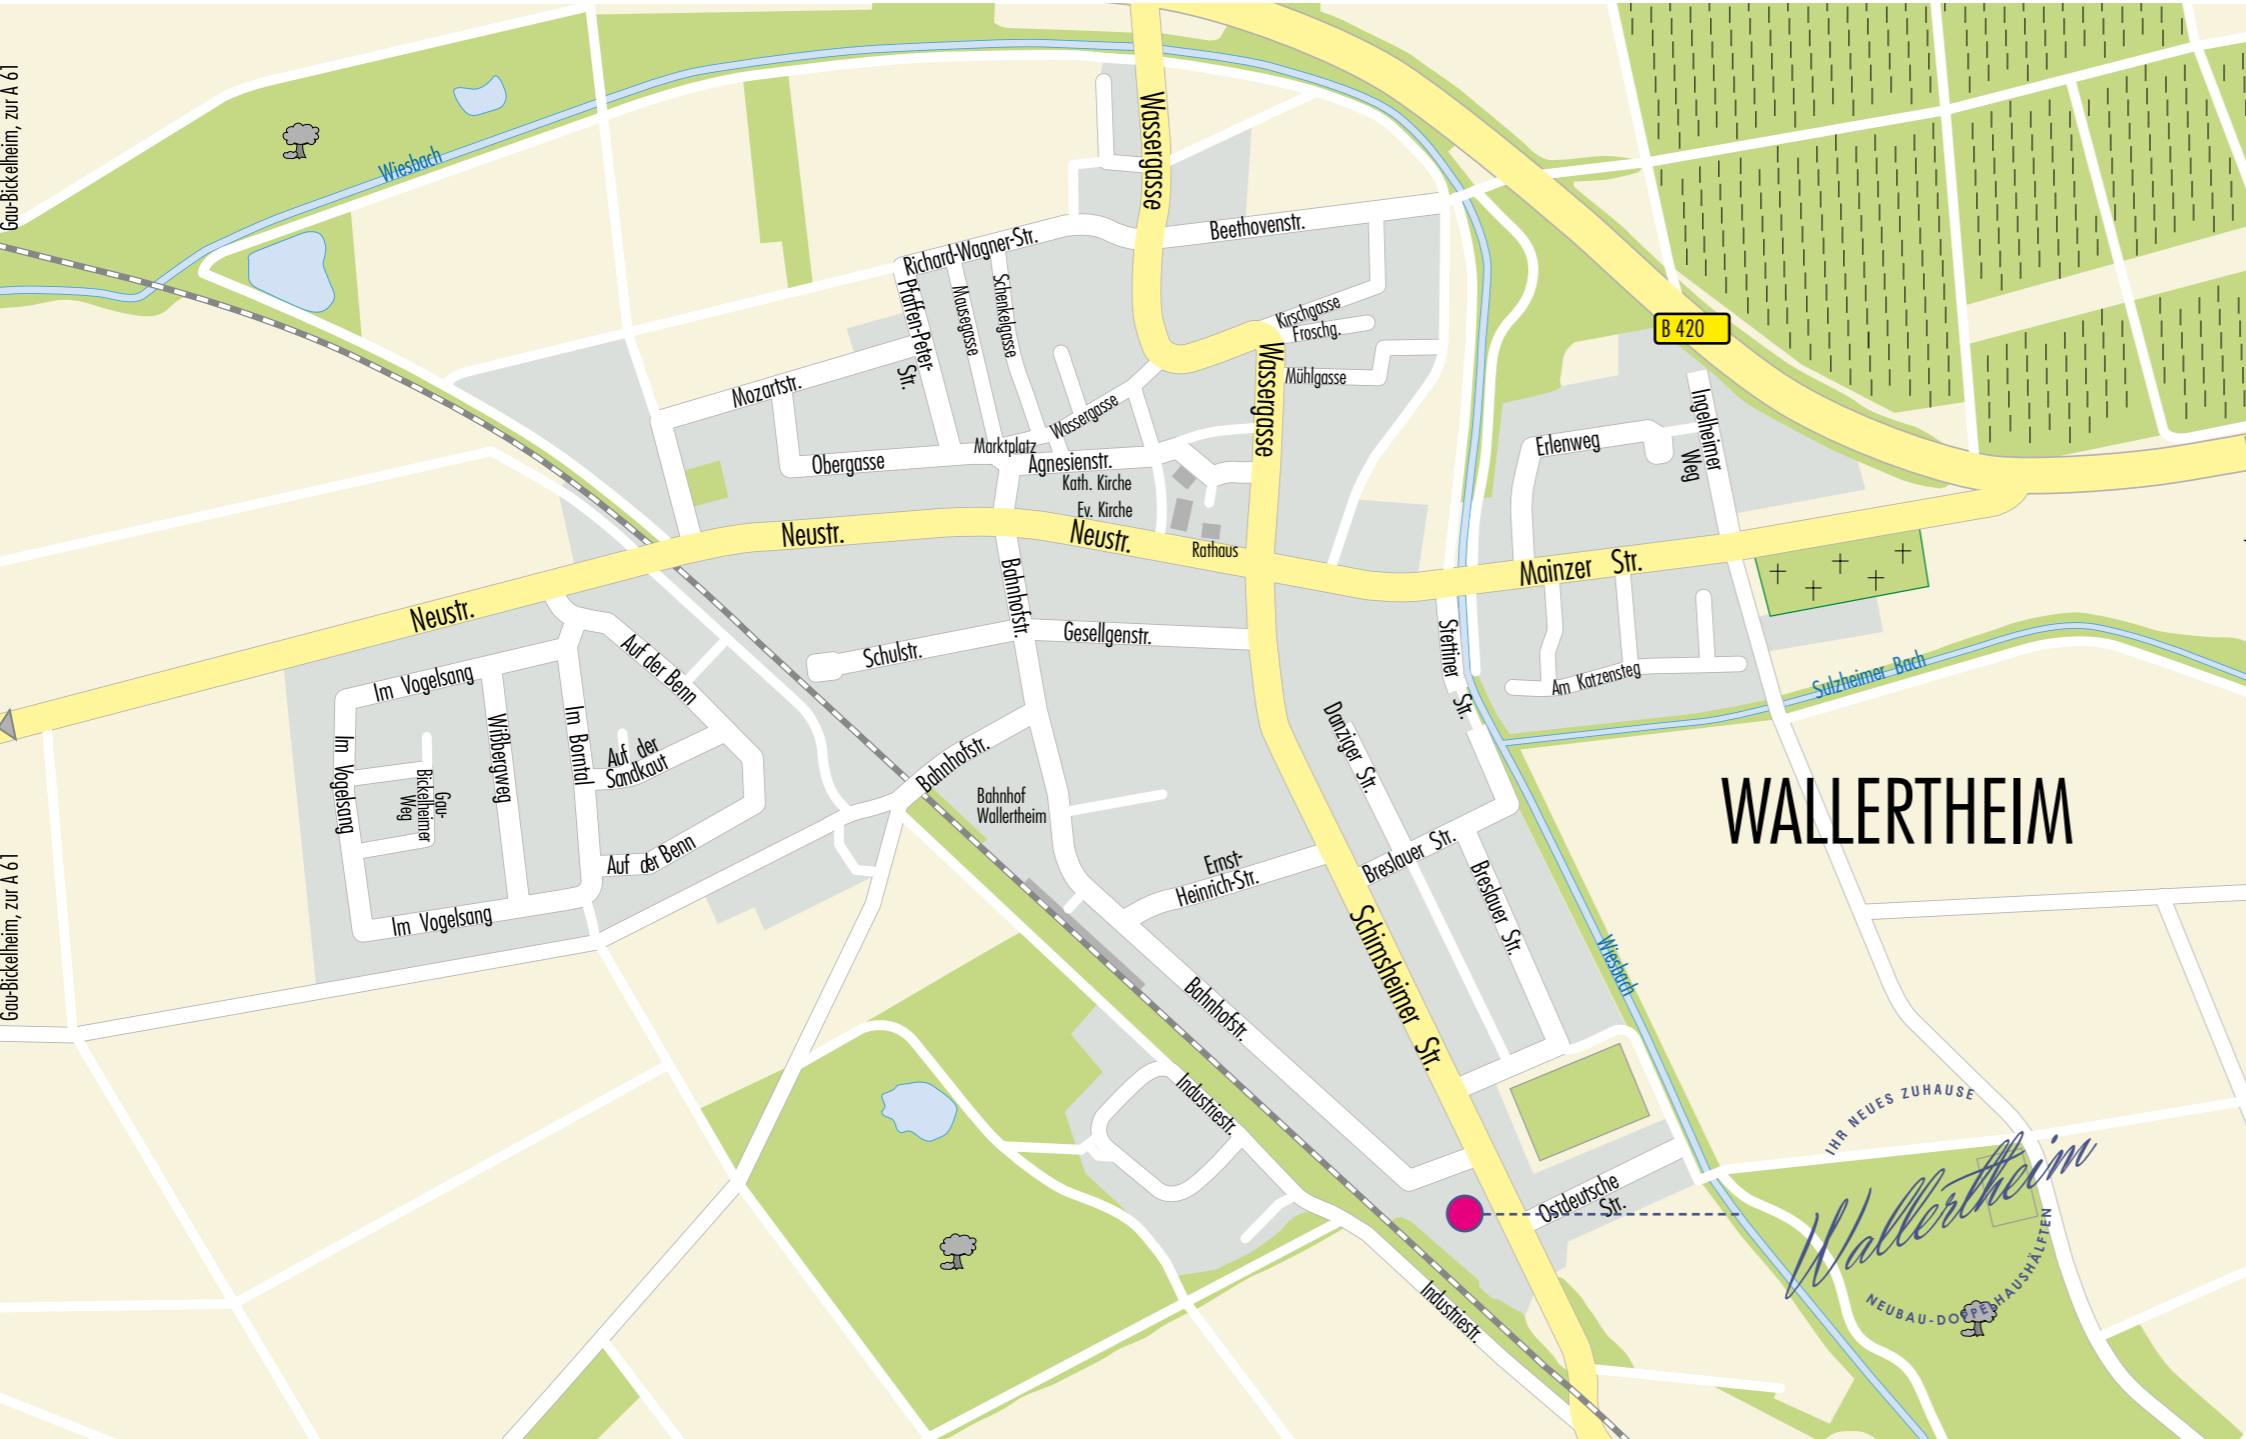 Gau-Bickelheim, zur A 61
Wiesbach
Wassergasse
Beethovenstr.
Richard-Wagner-Str.
Pfaffen-Peter-
Str.
Mausegasse
Schenkelgasse
Kirschgasse
Froschg.
B 420
Mühlgasse
Wassergasse
Mozartstr.
Wassergasse
Ingelheimer
Weg
Erlenweg
Marktplatz
Obergasse
Agnesienstr.
Kath. Kirche
Ev. Kirche
Rathaus
Neustr.
Neustr.
Neustr.
Mainzer Str.
Bahnhofstr.
Gesellgenstr.
Schulstr.
Stettiner Str.
Am Katzensteg
Sulzheimer Bach
Auf der Benn
Im Vogelsang
Im Vogelsang
Wißbergweg
Im Borntal
Auf der
Sandkaut
Gau-
Bickelheimer
Weg
Danziger Str.
Bahnhofstr.
Bahnhof
Wallertheim
WALLERTHEIM
Auf der Benn
Im Vogelsang
Ernst-
Heinrich-Str.
Breslauer Str.
Breslauer Str.
Gau-Bickelheim, zur A 61
Schimsheimer Str.
Wiesbach
Bahnhofstr.
Industriestr.
Ostdeutsche
Str.
Industriestr.
IHR NEUES ZUHAUSE
Wallertheim
NEUBAU-DOPPELHAUSHÄLFTEN